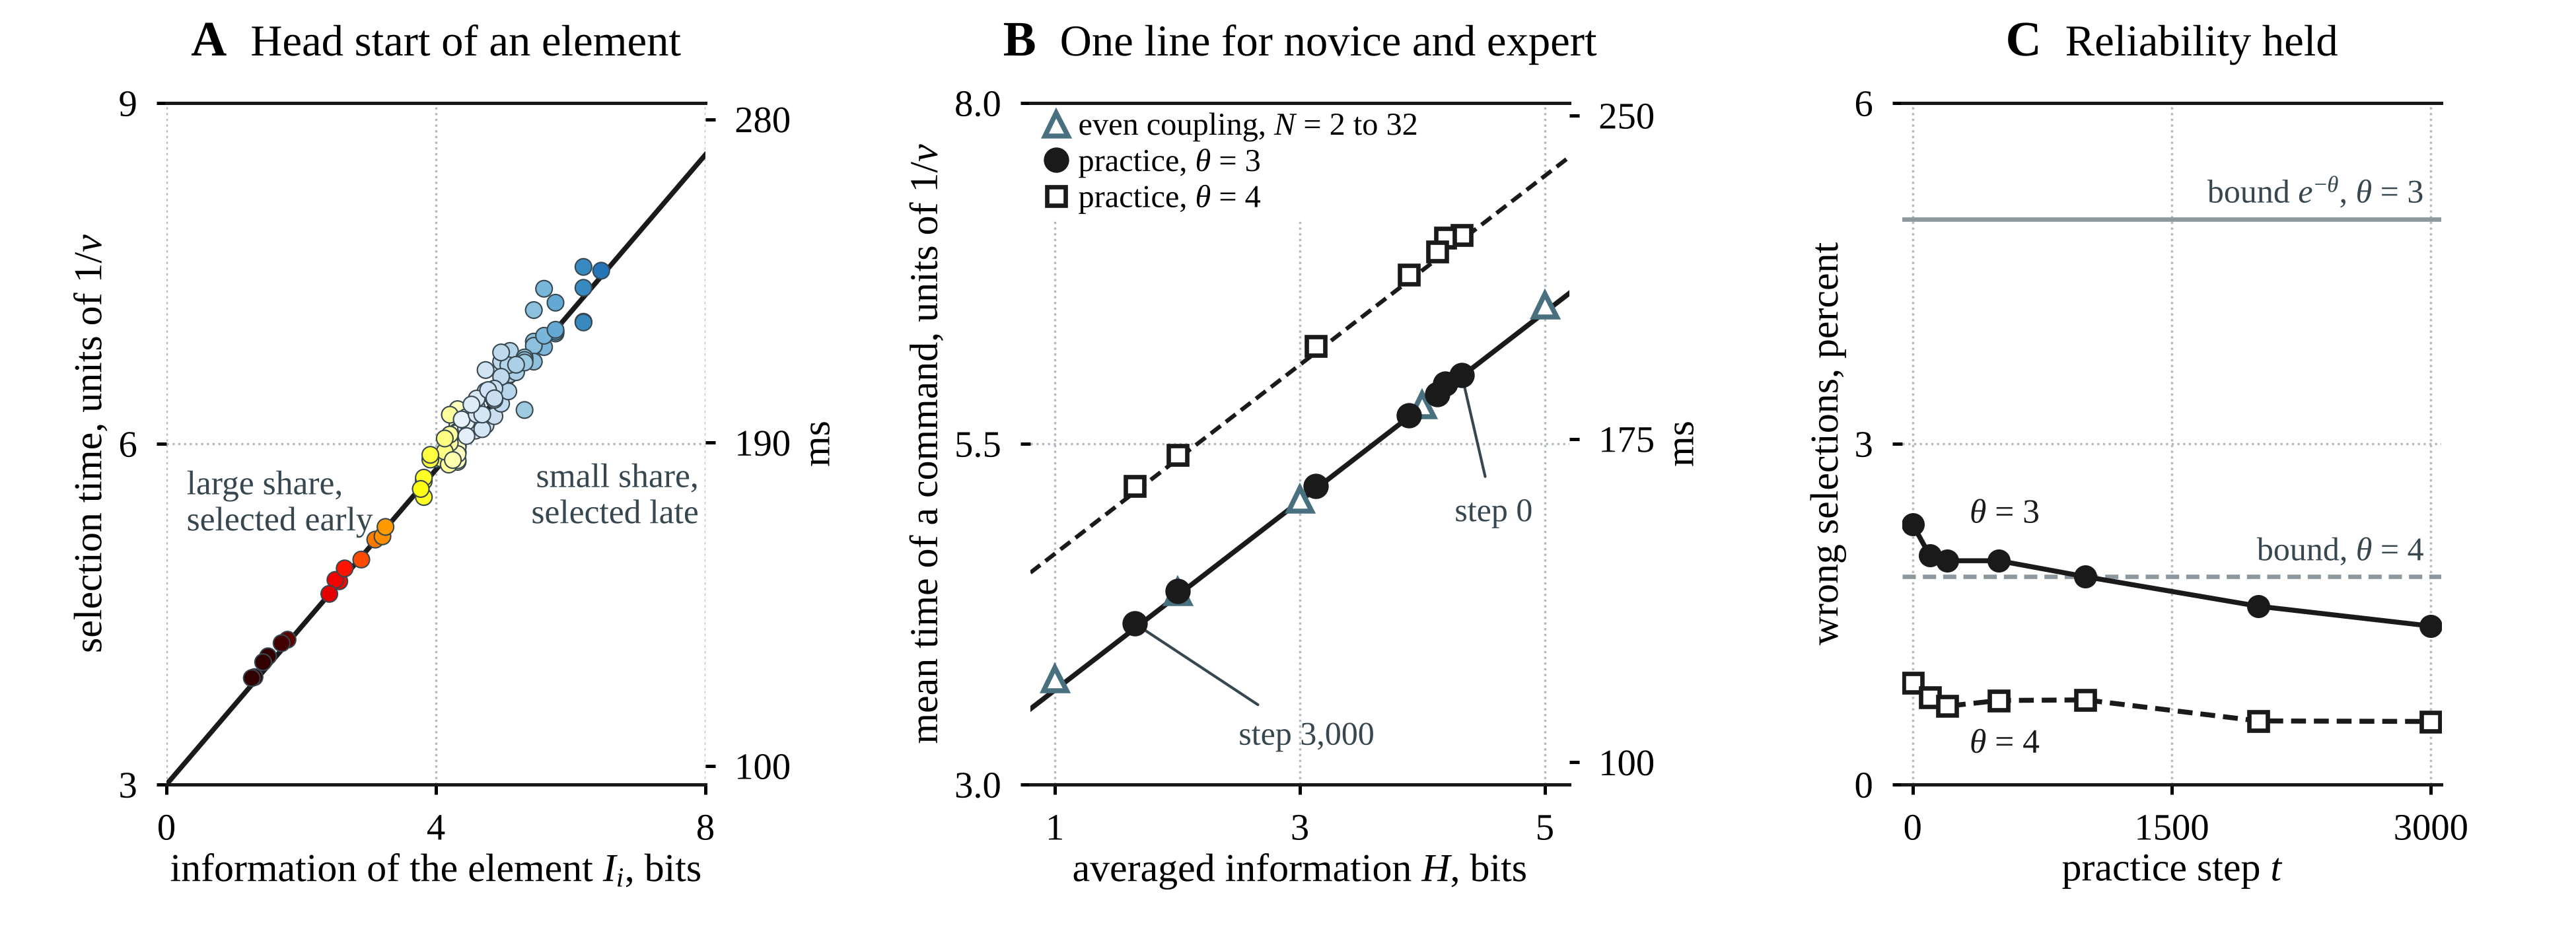 A Head start of an element
9
6
3
280
190
100
selection time, units of 1/v
ms
large share,
selected early
small share,
selected late
0
4
8
information of the element Iᵢ, bits
B One line for novice and expert
8.0
5.5
3.0
250
175
100
mean time of a command, units of 1/v
ms
even coupling, N = 2 to 32
practice, θ = 3
practice, θ = 4
step 0
step 3,000
1
3
5
averaged information H, bits
C Reliability held
6
3
0
wrong selections, percent
bound e⁻θ, θ = 3
θ = 3
bound, θ = 4
θ = 4
0
1500
3000
practice step t